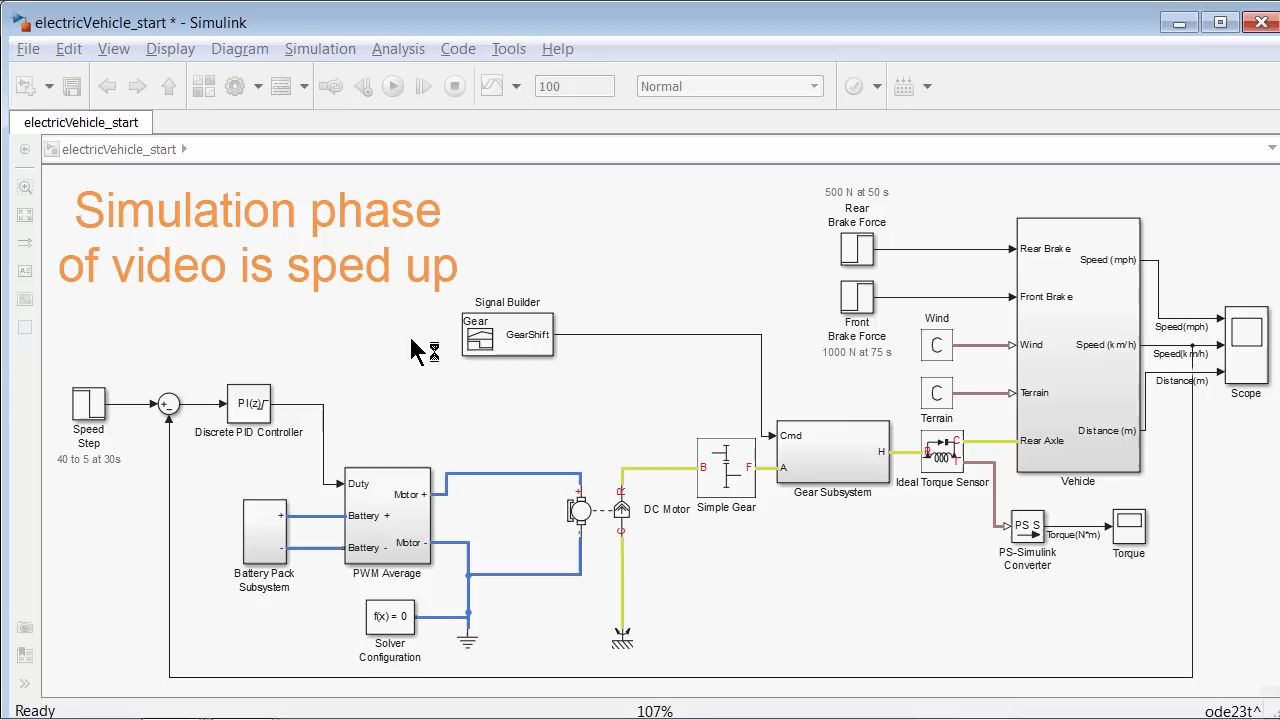 electricVehicle_start * - Simulink
File Edit View Display Diagram Simulation Analysis Code Tools Help
100 Normal
electricVehicle_start
electricVehicle_start
Simulation phase
of video is sped up
500 N at 50 s
Rear
Brake Force
Front
Brake Force
1000 N at 75 s
Wind
C
C
Terrain
Rear Brake
Front Brake
Wind
Terrain
Rear Axle
Speed (mph)
Speed (km/h)
Distance (m)
Vehicle
Speed(mph)
Speed(km/h)
Distance(m)
Scope
Signal Builder
Gear
GearShift
Speed
Step
40 to 5 at 30s
+
-
PI(z)
Discrete PID Controller
Duty
Motor +
Battery +
Motor -
Battery -
PWM Average
+
-
Battery Pack
Subsystem
f(x) = 0
Solver
Configuration
+
-
R
C
DC Motor
B
F
Simple Gear
Cmd
H
A
Gear Subsystem
R
C
T
Ideal Torque Sensor
PS S
PS-Simulink
Converter
Torque(N*m)
Torque
Ready 107% ode23t^